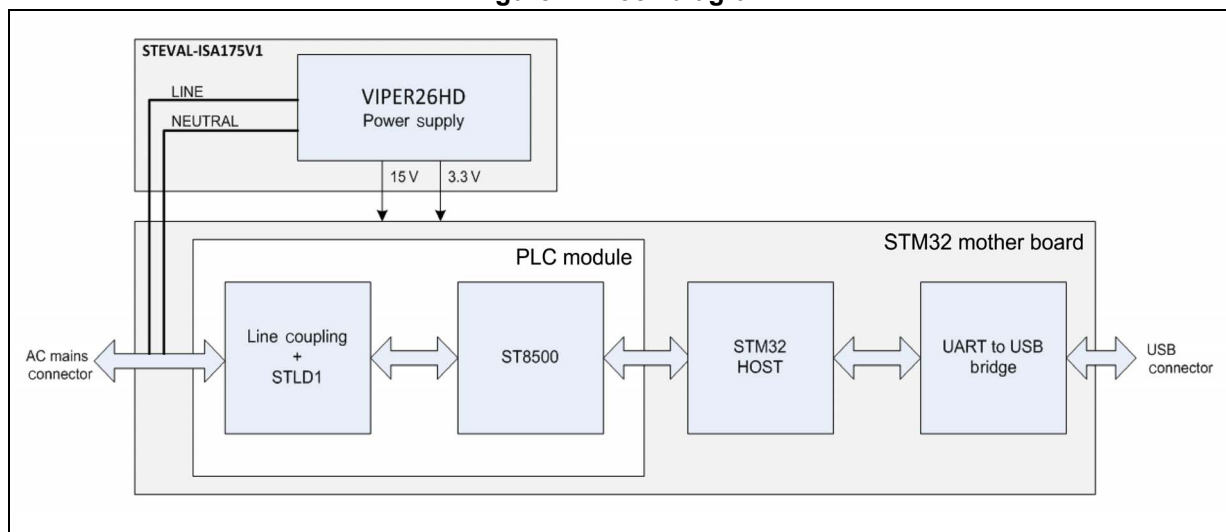 STEVAL-ISA175V1
LINE
NEUTRAL
VIPER26HD
Power supply
15 V
3.3 V
STM32 mother board
PLC module
AC mains
connector
Line coupling
+
STLD1
ST8500
STM32
HOST
UART to USB
bridge
USB
connector